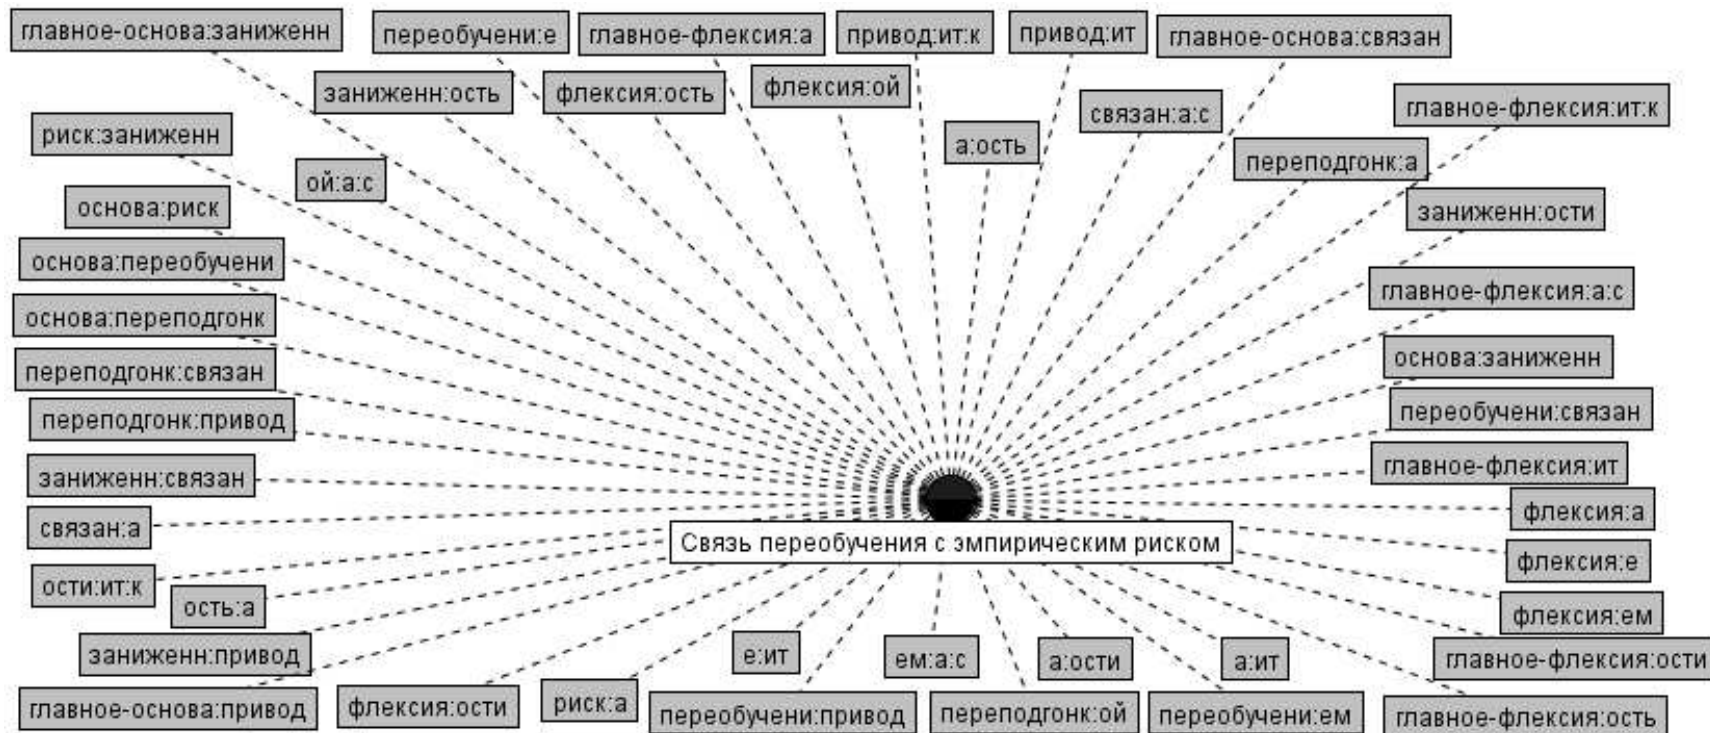 главное-основа:заниженн
переобучени:е
главное-флексия:а
привод:ит:к
привод:ит
главное-основа:связан
заниженн:ость
флексия:ость
флексия:ой
связан:а:с
главное-флексия:ит:к
риск:заниженн
ой:а:с
а:ость
переподгонк:а
основа:риск
заниженн:ости
основа:переобучени
главное-флексия:а:с
основа:переподгонк
основа:заниженн
переподгонк:связан
переобучени:связан
переподгонк:привод
главное-флексия:ит
заниженн:связан
флексия:а
связан:а
Связь переобучения с эмпирическим риском
флексия:е
ости:ит:к
ость:а
флексия:ем
заниженн:привод
е:ит
ем:а:с
а:ости
а:ит
главное-флексия:ости
главное-основа:привод
флексия:ости
риск:а
переобучени:привод
переподгонк:ой
переобучени:ем
главное-флексия:ость